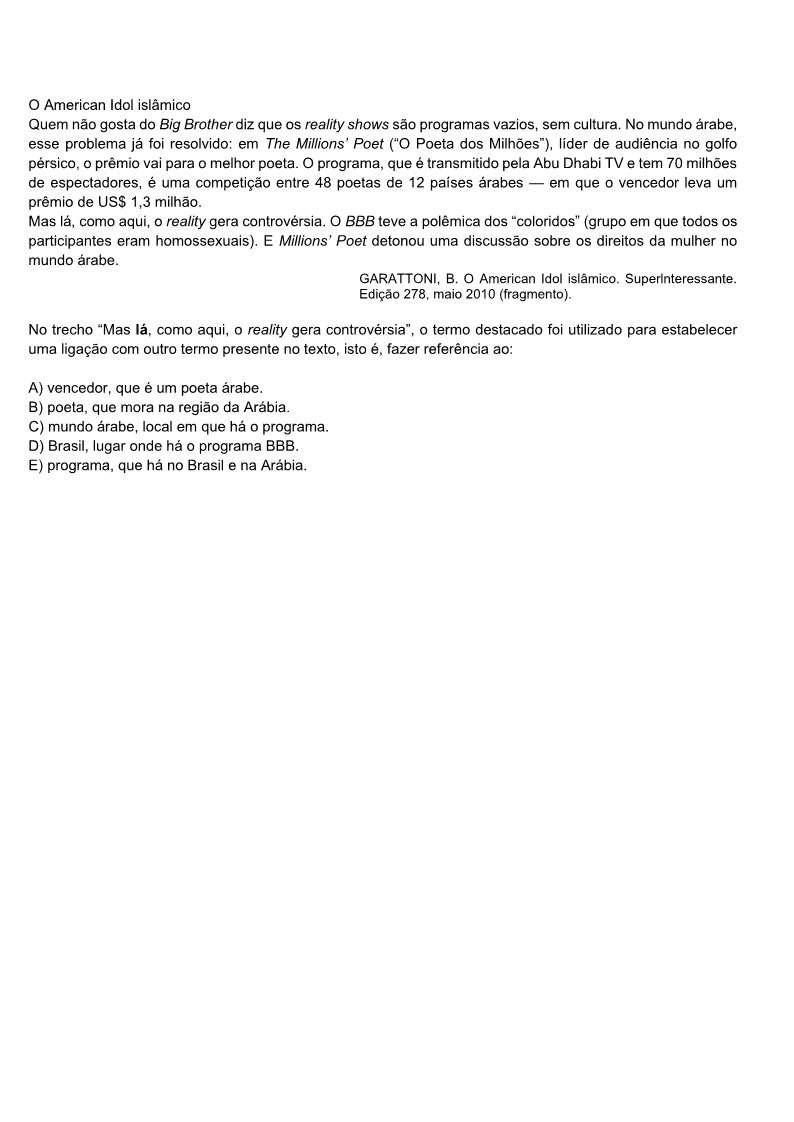 O American Idol islâmico
Quem não gosta do Big Brother diz que os reality shows são programas vazios, sem cultura. No mundo árabe,
esse problema já foi resolvido: em The Millions’ Poet (“O Poeta dos Milhões”), líder de audiência no golfo
pérsico, o prêmio vai para o melhor poeta. O programa, que é transmitido pela Abu Dhabi TV e tem 70 milhões
de espectadores, é uma competição entre 48 poetas de 12 países árabes — em que o vencedor leva um
prêmio de US$ 1,3 milhão.
Mas lá, como aqui, o reality gera controvérsia. O BBB teve a polêmica dos “coloridos” (grupo em que todos os
participantes eram homossexuais). E Millions’ Poet detonou uma discussão sobre os direitos da mulher no
mundo árabe.
GARATTONI, B. O American Idol islâmico. SuperInteressante.
Edição 278, maio 2010 (fragmento).
No trecho “Mas lá, como aqui, o reality gera controvérsia”, o termo destacado foi utilizado para estabelecer
uma ligação com outro termo presente no texto, isto é, fazer referência ao:
A) vencedor, que é um poeta árabe.
B) poeta, que mora na região da Arábia.
C) mundo árabe, local em que há o programa.
D) Brasil, lugar onde há o programa BBB.
E) programa, que há no Brasil e na Arábia.